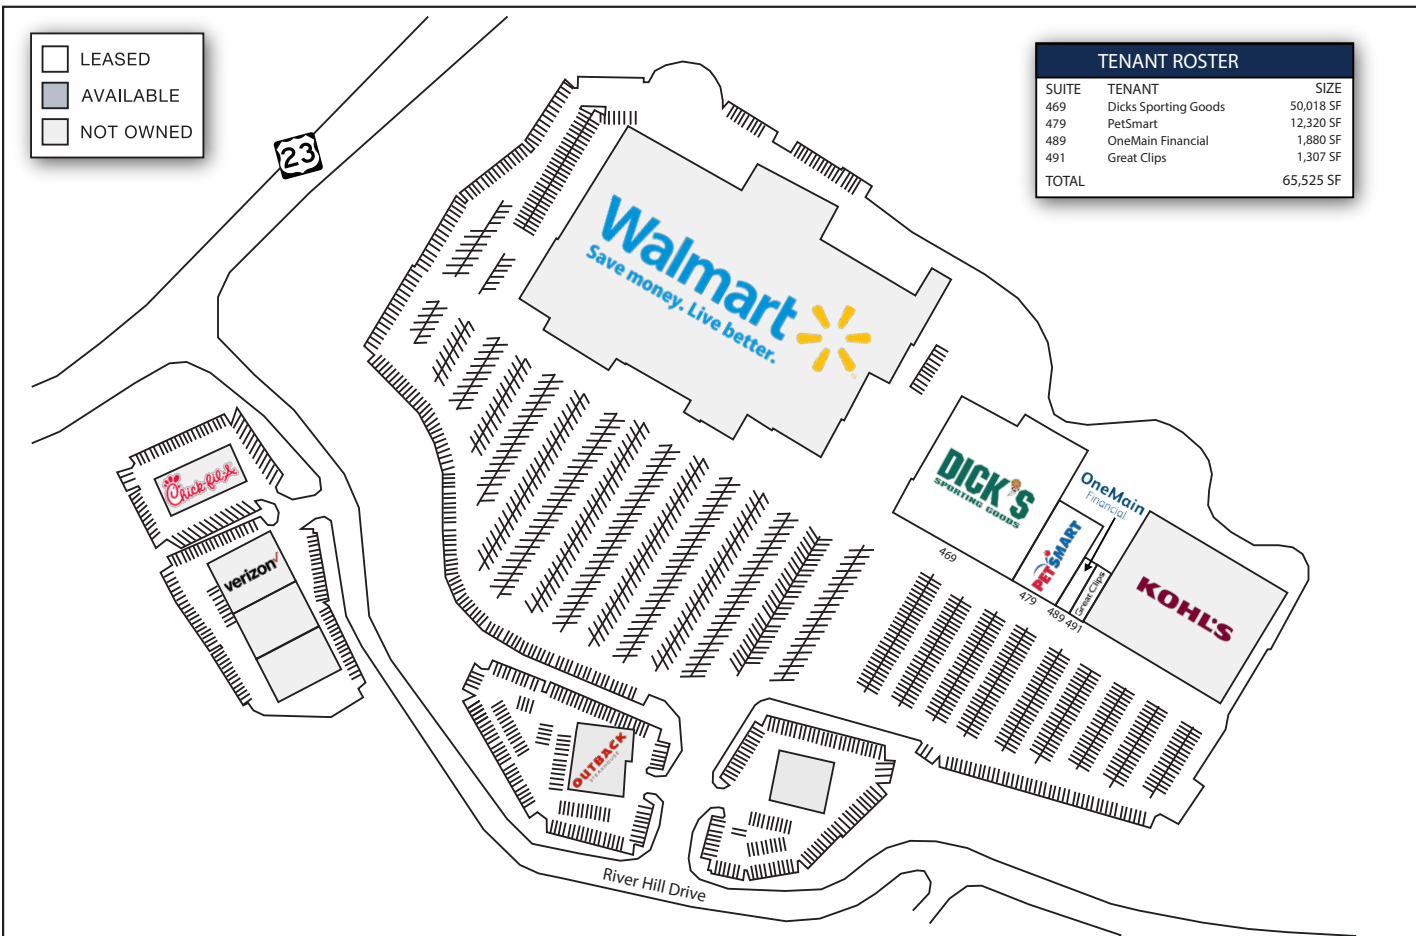 LEASED
AVAILABLE
NOT OWNED
23
TENANT ROSTER
SUITE TENANT SIZE
469 Dicks Sporting Goods 50,018 SF
479 PetSmart 12,320 SF
489 OneMain Financial 1,880 SF
491 Great Clips 1,307 SF
TOTAL 65,525 SF
Walmart
Save money. Live better.
Chick-fil-A
verizon
DICK'S
SPORTING GOODS
OneMain
Financial
PETSMART
Great Clips
KOHL'S
469
479
489
491
OUTBACK
STEAKHOUSE
River Hill Drive